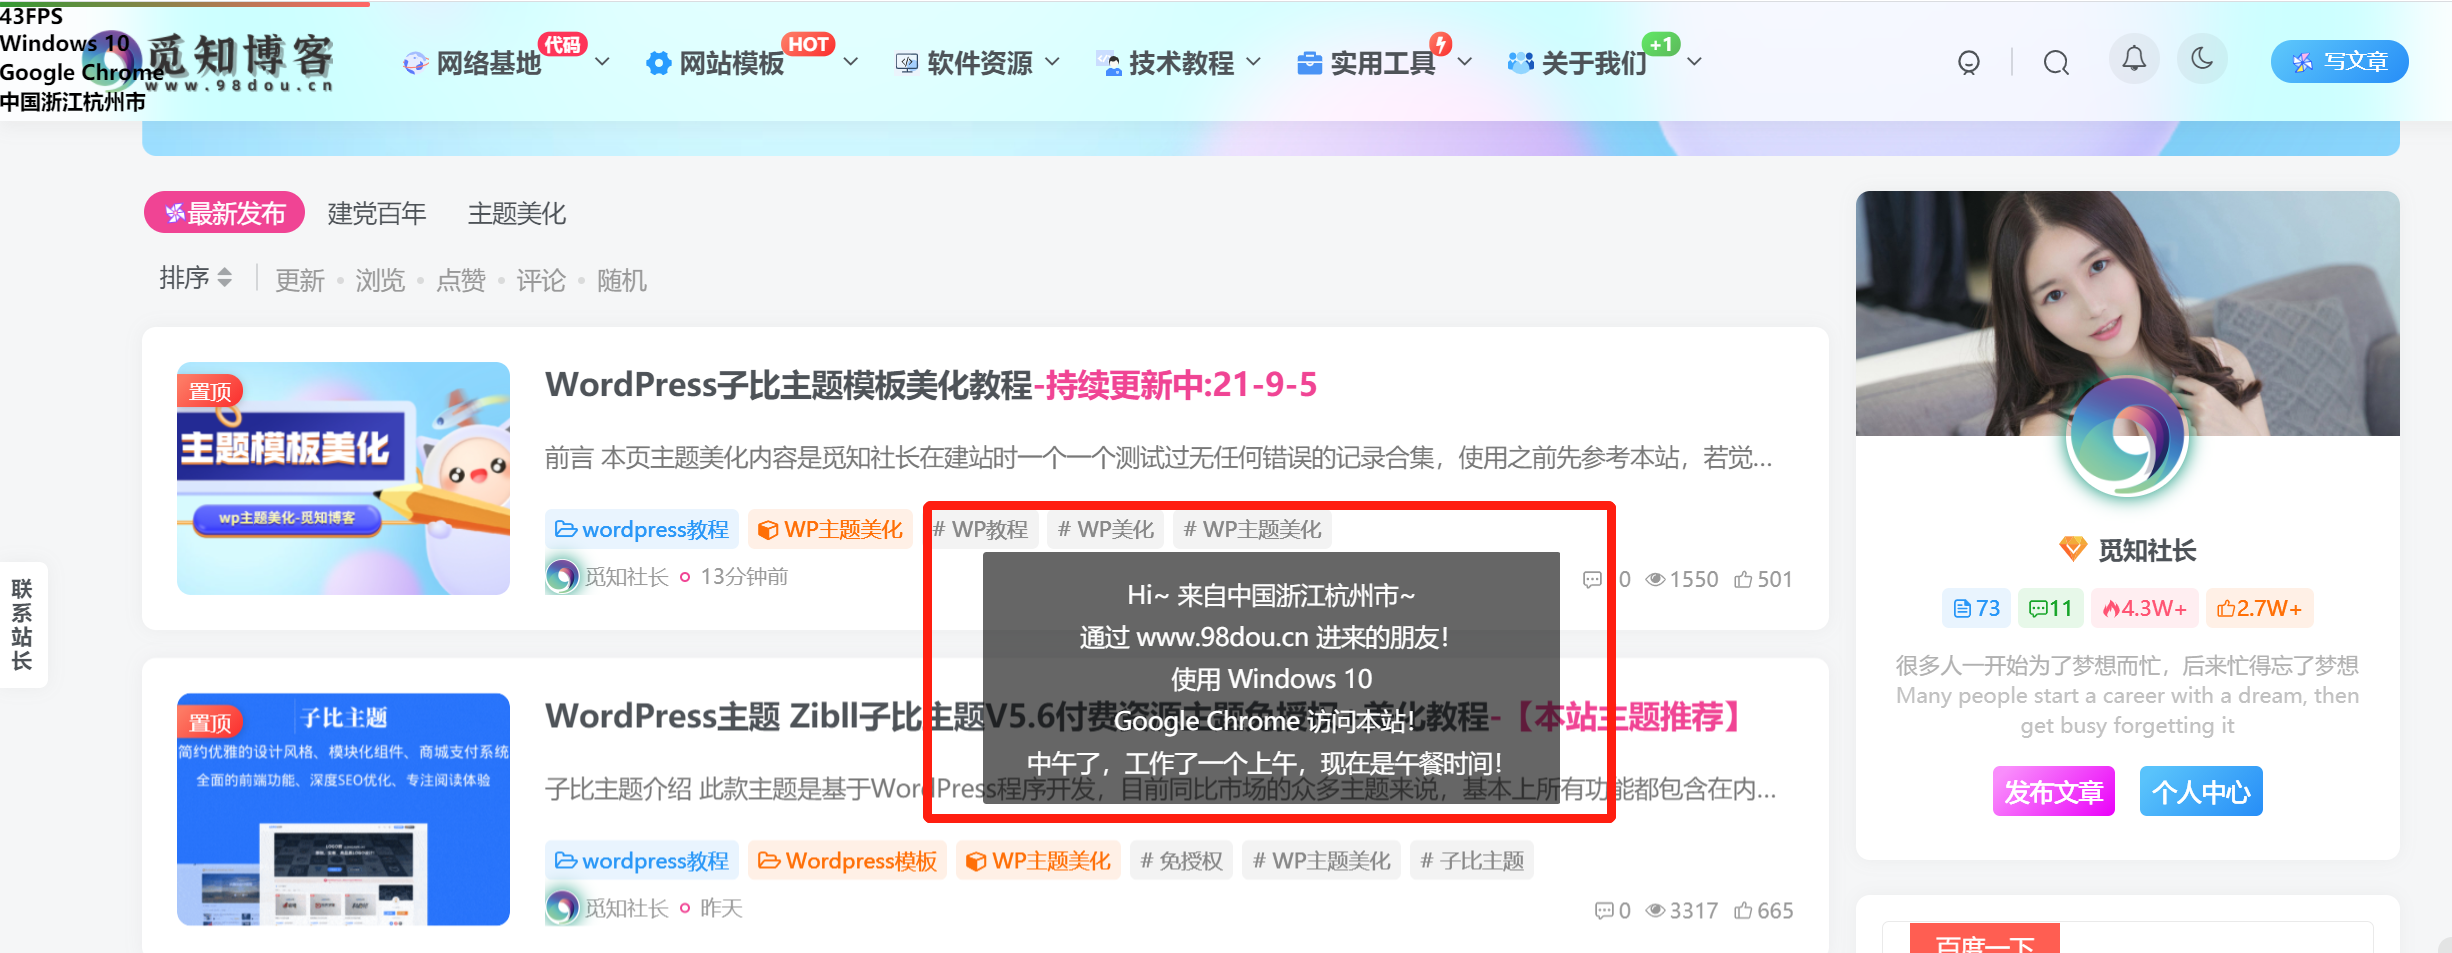 43FPS
Windows 10
Google Chrome
中国浙江杭州市
觅知博客
www.98dou.cn
网络基地 代码
网站模板 HOT
软件资源
技术教程
实用工具
关于我们 +1
写文章
最新发布 建党百年 主题美化
排序 更新 浏览 点赞 评论 随机
置顶
主题模板美化
wp主题美化-觅知博客
WordPress子比主题模板美化教程-持续更新中:21-9-5
前言 本页主题美化内容是觅知社长在建站时一个一个测试过无任何错误的记录合集，使用之前先参考本站，若觉...
wordpress教程 WP主题美化 # WP教程 # WP美化 # WP主题美化
觅知社长 13分钟前
0 1550 501
Hi~ 来自中国浙江杭州市~
通过 www.98dou.cn 进来的朋友！
使用 Windows 10
Google Chrome 访问本站！
中午了，工作了一个上午，现在是午餐时间！
联系站长
置顶
子比主题
简约优雅的设计风格、模块化组件、商城支付系统
全面的前端功能、深度SEO优化、专注阅读体验
WordPress主题 Zibll子比主题V5.6付费资源主题免授权 美化教程-【本站主题推荐】
子比主题介绍 此款主题是基于WordPress程序开发，目前同比市场的众多主题来说，基本上所有功能都包含在内...
wordpress教程 Wordpress模板 WP主题美化 # 免授权 # WP主题美化 # 子比主题
觅知社长 昨天
0 3317 665
觅知社长
73 11 4.3W+ 2.7W+
很多人一开始为了梦想而忙，后来忙得忘了梦想
Many people start a career with a dream, then
get busy forgetting it
发布文章 个人中心
百度一下